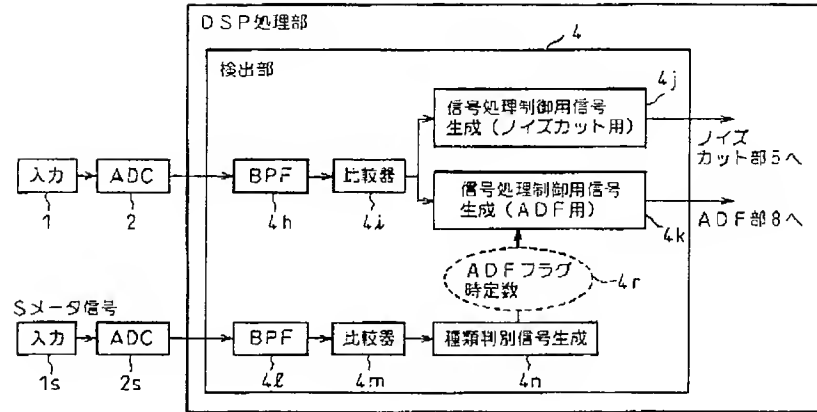 DSP処理部
4
検出部
4j
信号処理制御用信号
生成(ノイズカット用)
ノイズ
カット部5へ
入力
ADC
BPF
比較器
信号処理制御用信号
生成(ADF用)
1
2
4h
4i
4k
ADF部8へ
ADFフラグ
時定数
4r
Sメータ信号
入力
ADC
BPF
比較器
種類判別信号生成
1s
2s
4ℓ
4m
4n